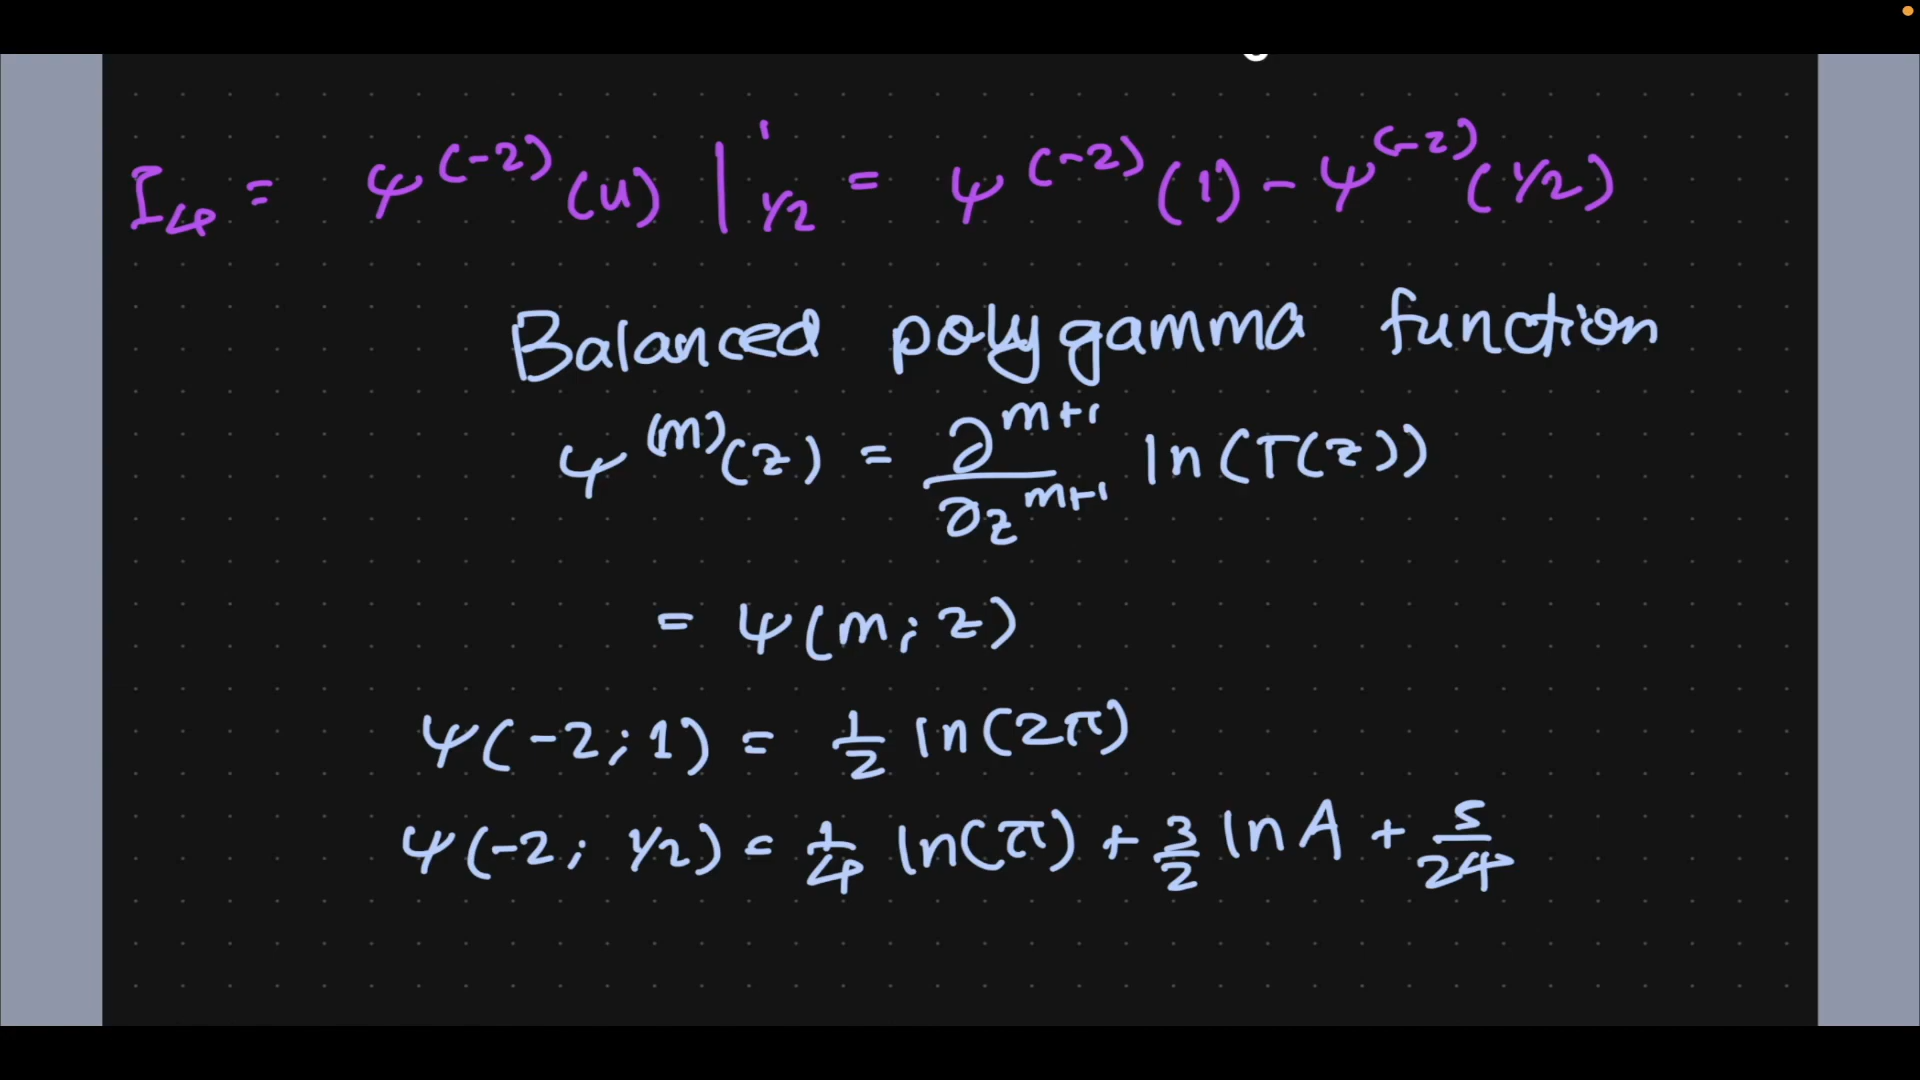 I₄ = ψ^(-2)(u) |_{1/2}^{1} = ψ^(-2)(1) - ψ^(-2)(1/2)
Balanced polygamma function
ψ^(m)(z) = ∂^{m+1}/∂z^{m+1} ln(Γ(z))
= ψ(m; z)
ψ(-2; 1) = 1/2 ln(2π)
ψ(-2; 1/2) = 1/4 ln(π) + 3/2 ln A + 5/24